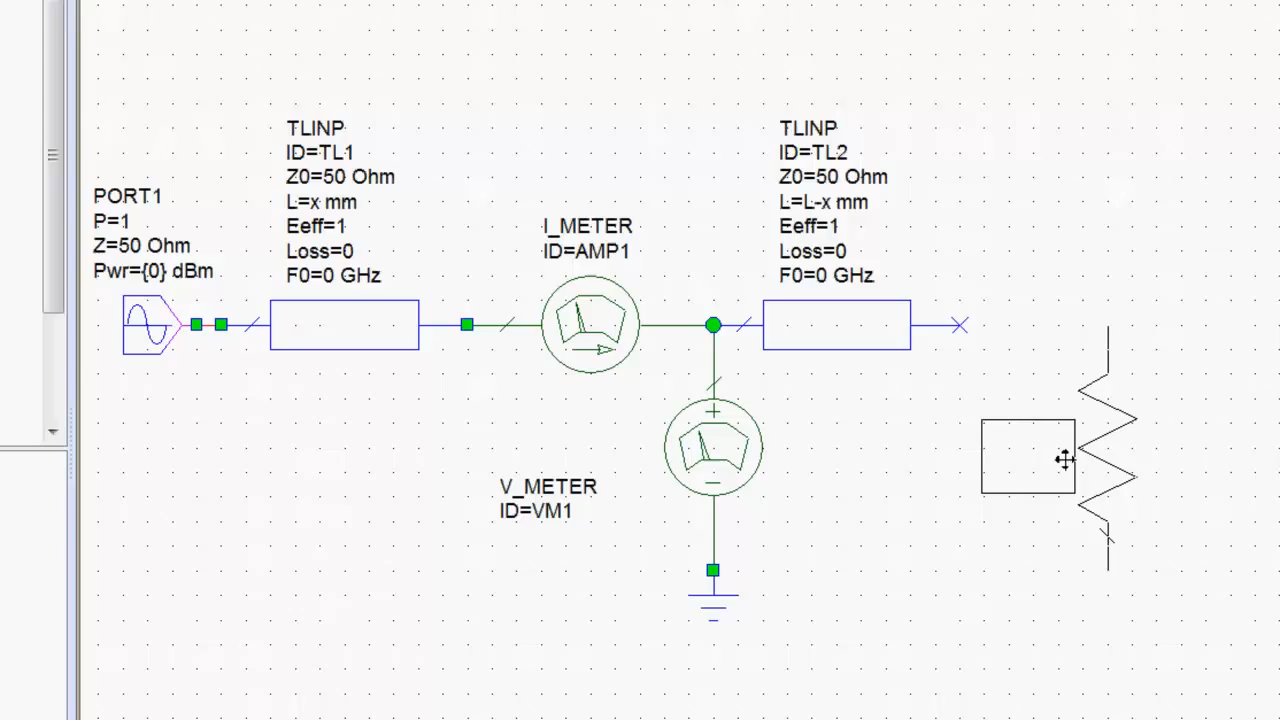 PORT1
P=1
Z=50 Ohm
Pwr={0} dBm
TLINP
ID=TL1
Z0=50 Ohm
L=x mm
Eeff=1
Loss=0
F0=0 GHz
I_METER
ID=AMP1
V_METER
ID=VM1
TLINP
ID=TL2
Z0=50 Ohm
L=L-x mm
Eeff=1
Loss=0
F0=0 GHz